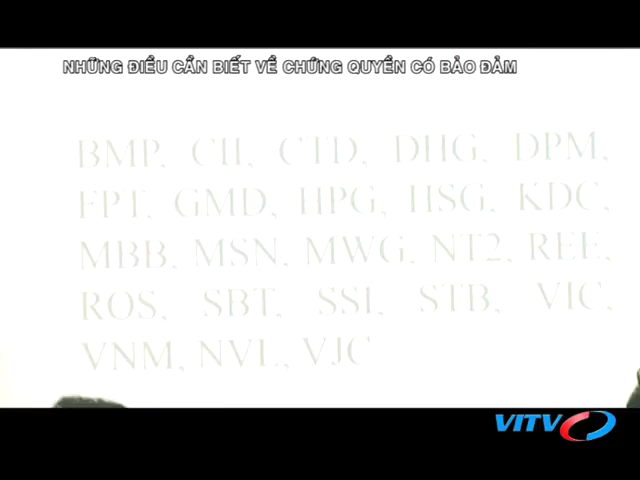 NHỮNG ĐIỀU CẦN BIẾT VỀ CHỨNG QUYỀN CÓ BẢO ĐẢM
BMP, CII, CTD, DHG, DPM,
FPT, GMD, HPG, HSG, KDC,
MBB, MSN, MWG, NT2, REE,
ROS, SBT, SSI, STB, VIC,
VNM, NVL, VJC
VITV